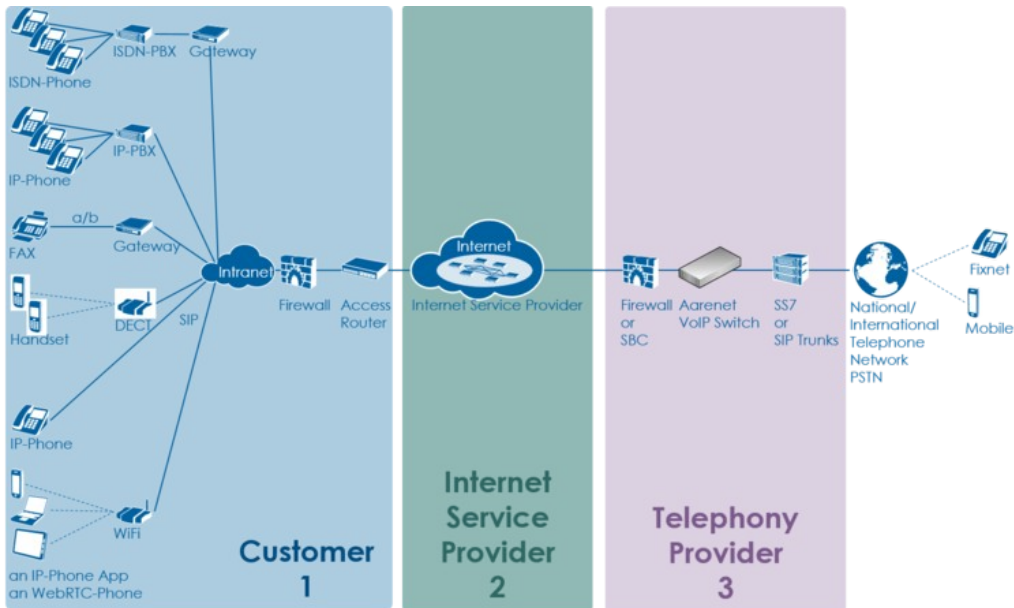 ISDN-PBX
Gateway
ISDN-Phone
IP-PBX
IP-Phone
a/b
FAX
Gateway
Intranet
Firewall
Access
Router
DECT
SIP
Handset
IP-Phone
WiFi
an IP-Phone App
an WebRTC-Phone
Customer
1
Internet
Internet Service Provider
Internet
Service
Provider
2
Firewall
or
SBC
Aarenet
VoIP Switch
SS7
or
SIP Trunks
Telephony
Provider
3
National/
International
Telephone
Network
PSTN
Fixnet
Mobile